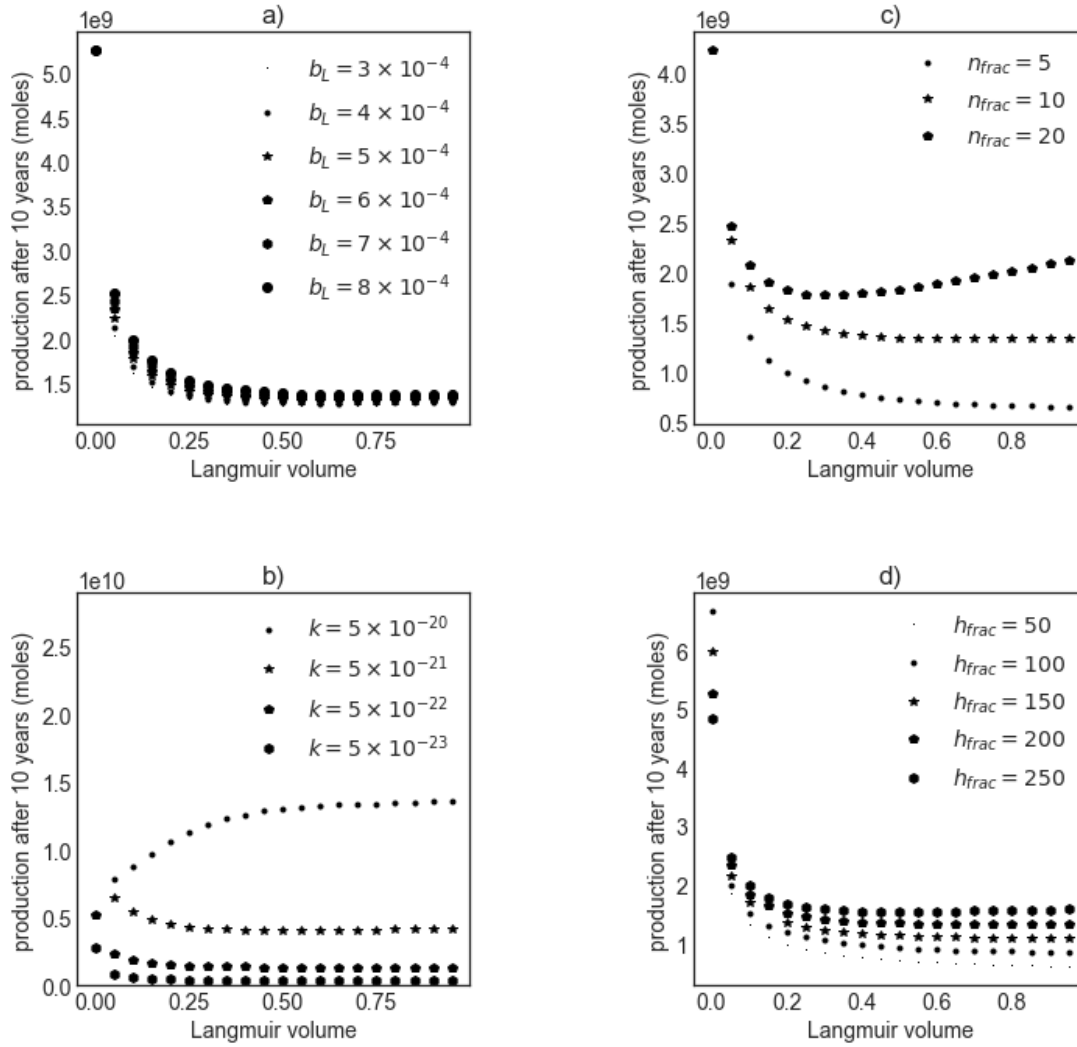 a)
1e9
production after 10 years (moles)
5.0
4.5
4.0
3.5
3.0
2.5
2.0
1.5
0.00 0.25 0.50 0.75
Langmuir volume
b_L = 3 × 10^−4
b_L = 4 × 10^−4
b_L = 5 × 10^−4
b_L = 6 × 10^−4
b_L = 7 × 10^−4
b_L = 8 × 10^−4
c)
1e9
production after 10 years (moles)
4.0
3.5
3.0
2.5
2.0
1.5
1.0
0.5
0.0 0.2 0.4 0.6 0.8
Langmuir volume
n_frac = 5
n_frac = 10
n_frac = 20
b)
1e10
production after 10 years (moles)
2.5
2.0
1.5
1.0
0.5
0.0
0.00 0.25 0.50 0.75
Langmuir volume
k = 5 × 10^−20
k = 5 × 10^−21
k = 5 × 10^−22
k = 5 × 10^−23
d)
1e9
production after 10 years (moles)
6
5
4
3
2
1
0.0 0.2 0.4 0.6 0.8
Langmuir volume
h_frac = 50
h_frac = 100
h_frac = 150
h_frac = 200
h_frac = 250